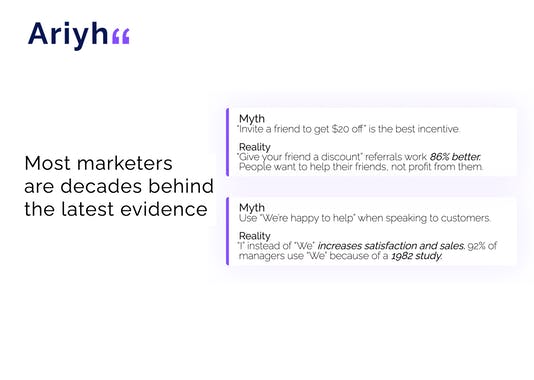 Ariyh
Most marketers
are decades behind
the latest evidence
Myth
"Invite a friend to get $20 off" is the best incentive.
Reality
"Give your friend a discount" referrals work 86% better.
People want to help their friends, not profit from them.
Myth
Use "We're happy to help" when speaking to customers.
Reality
"I" instead of "We" increases satisfaction and sales. 92% of
managers use "We" because of a 1982 study.